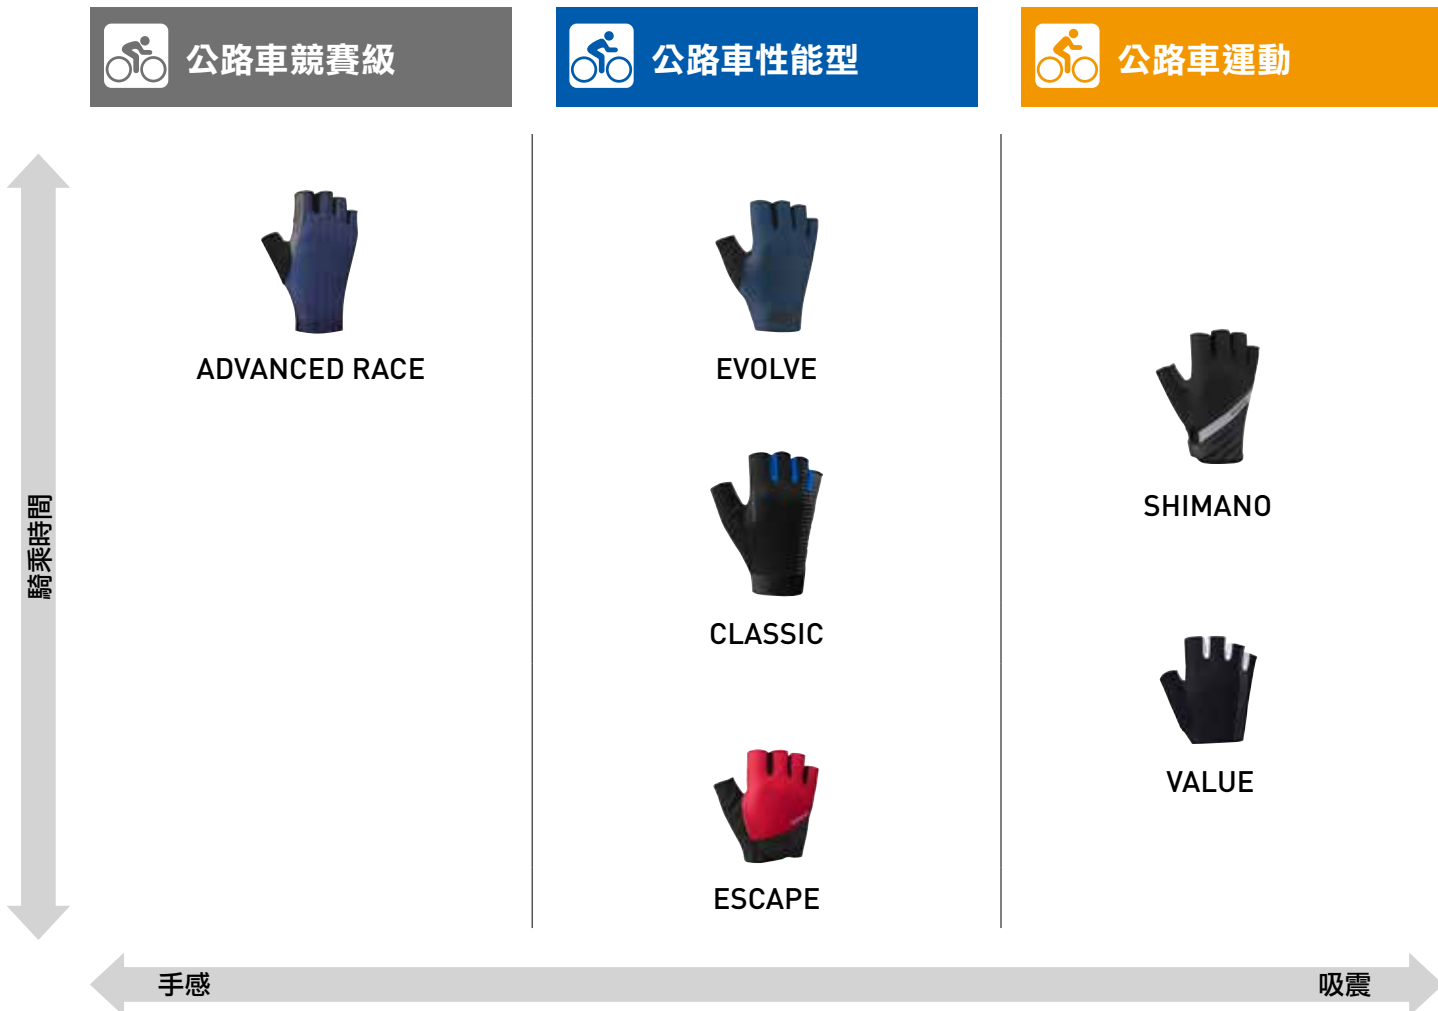 公路車競賽級
公路車性能型
公路車運動
ADVANCED RACE
EVOLVE
SHIMANO
CLASSIC
VALUE
ESCAPE
騎乘時間
手感
吸震